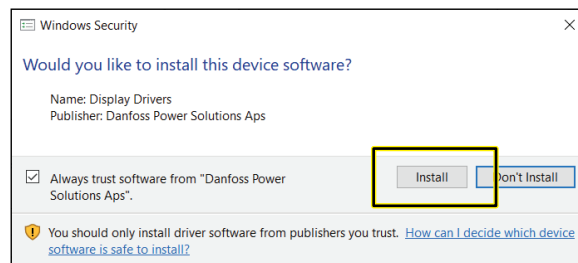 Windows Security
Would you like to install this device software?
Name: Display Drivers
Publisher: Danfoss Power Solutions Aps
Always trust software from "Danfoss Power
Solutions Aps".
Install
Don't Install
You should only install driver software from publishers you trust. How can I decide which device
software is safe to install?